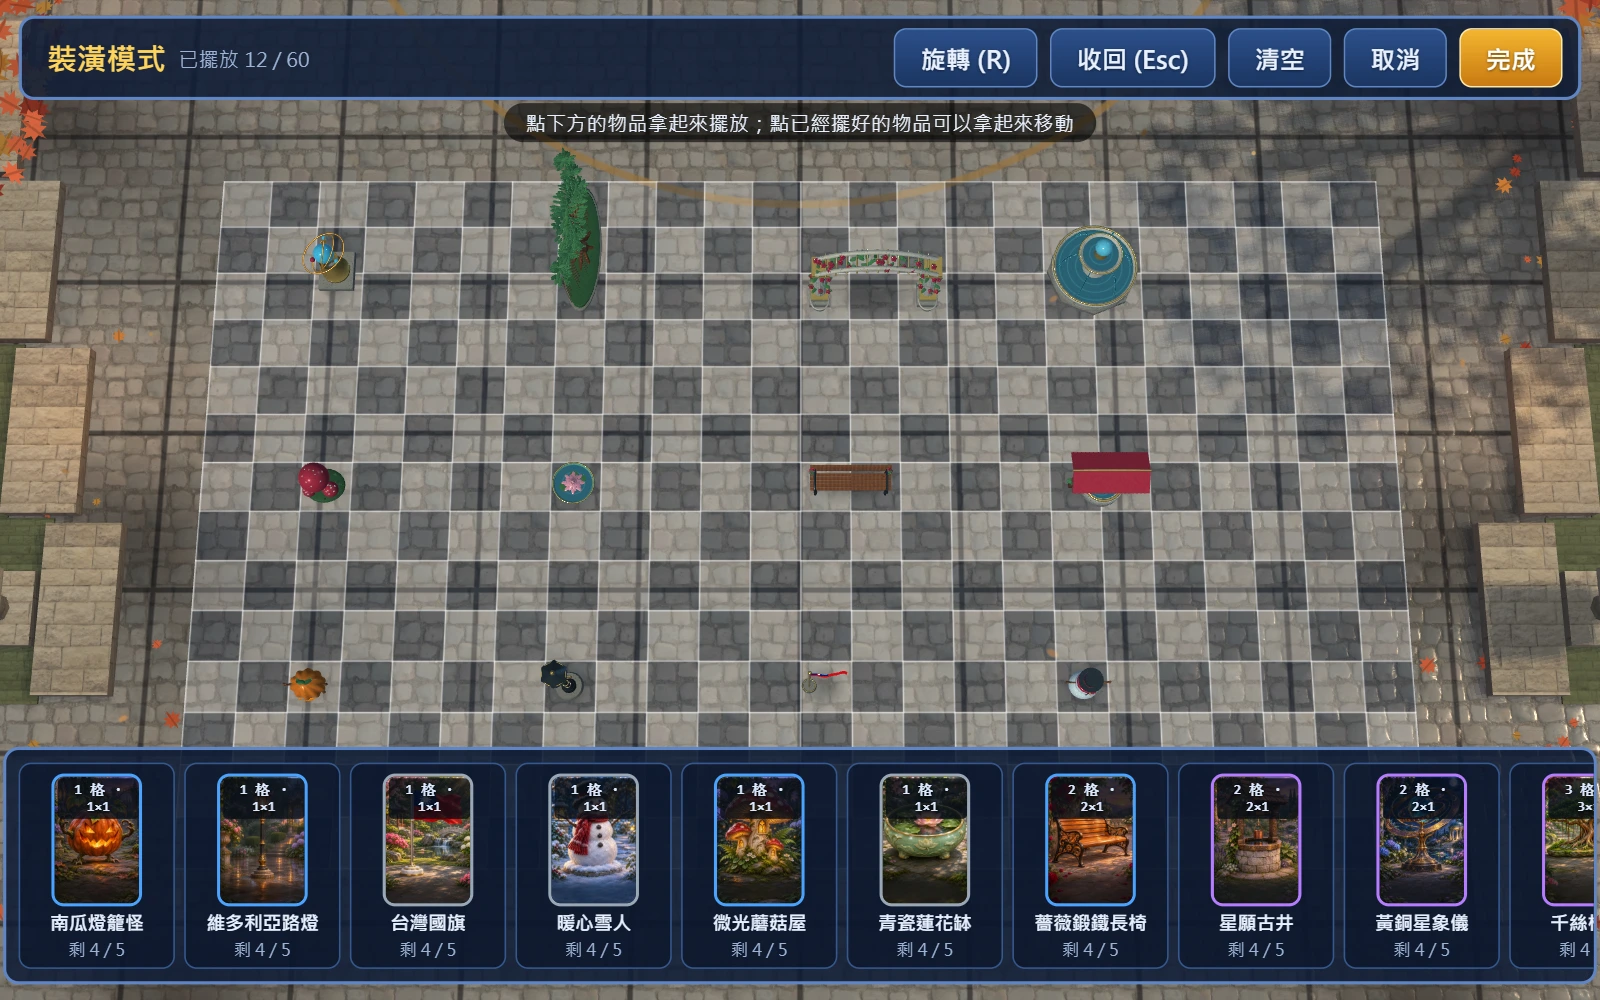 裝潢模式 已擺放 12 / 60 旋轉 (R) 收回 (Esc) 清空 取消 完成
點下方的物品拿起來擺放；點已經擺好的物品可以拿起來移動
1 格 ·
1×1
南瓜燈籠怪
剩 4 / 5
1 格 ·
1×1
維多利亞路燈
剩 4 / 5
1 格 ·
1×1
台灣國旗
剩 4 / 5
1 格 ·
1×1
暖心雪人
剩 4 / 5
1 格 ·
1×1
微光蘑菇屋
剩 4 / 5
1 格 ·
1×1
青瓷蓮花缽
剩 4 / 5
2 格 ·
2×1
薔薇鍛鐵長椅
剩 4 / 5
2 格 ·
2×1
星願古井
剩 4 / 5
2 格 ·
2×1
黃銅星象儀
剩 4 / 5
3 格
3×
千絲
剩 4